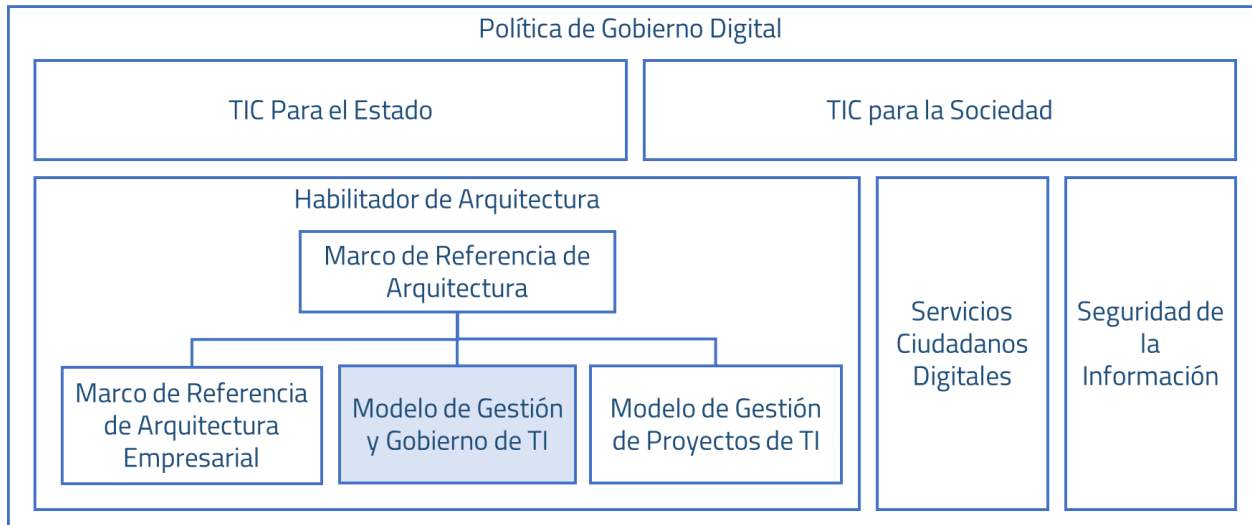 Política de Gobierno Digital
TIC Para el Estado
TIC para la Sociedad
Habilitador de Arquitectura
Marco de Referencia de
Arquitectura
Marco de Referencia
de Arquitectura
Empresarial
Modelo de Gestión
y Gobierno de TI
Modelo de Gestión
de Proyectos de TI
Servicios
Ciudadanos
Digitales
Seguridad de
la
Información